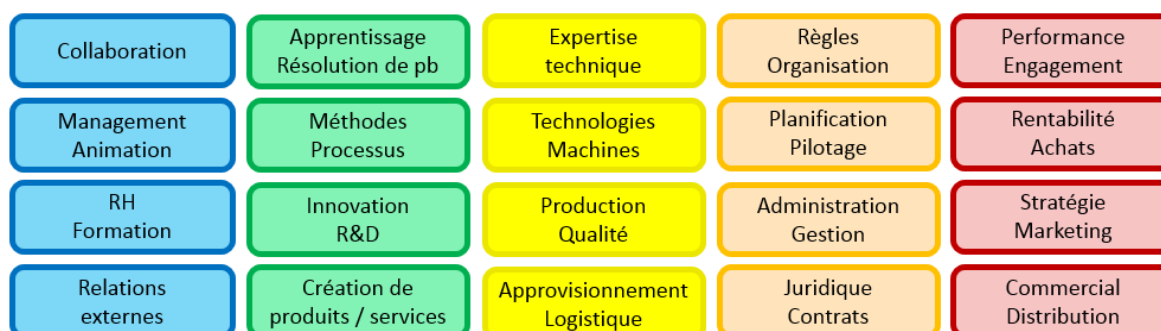 Collaboration
Apprentissage
Résolution de pb
Expertise
technique
Règles
Organisation
Performance
Engagement
Management
Animation
Méthodes
Processus
Technologies
Machines
Planification
Pilotage
Rentabilité
Achats
RH
Formation
Innovation
R&D
Production
Qualité
Administration
Gestion
Stratégie
Marketing
Relations
externes
Création de
produits / services
Approvisionnement
Logistique
Juridique
Contrats
Commercial
Distribution